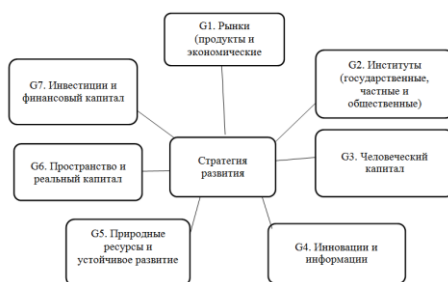 G1. Рынки
(продукты и
экономические
G2. Институты
(государственные,
частные и
общественные)
G3. Человеческий
капитал
G4. Инновации и
информации
G5. Природные
ресурсы и
устойчивое развитие
G6. Пространство и
реальный капитал
G7. Инвестиции и
финансовый капитал
Стратегия
развития